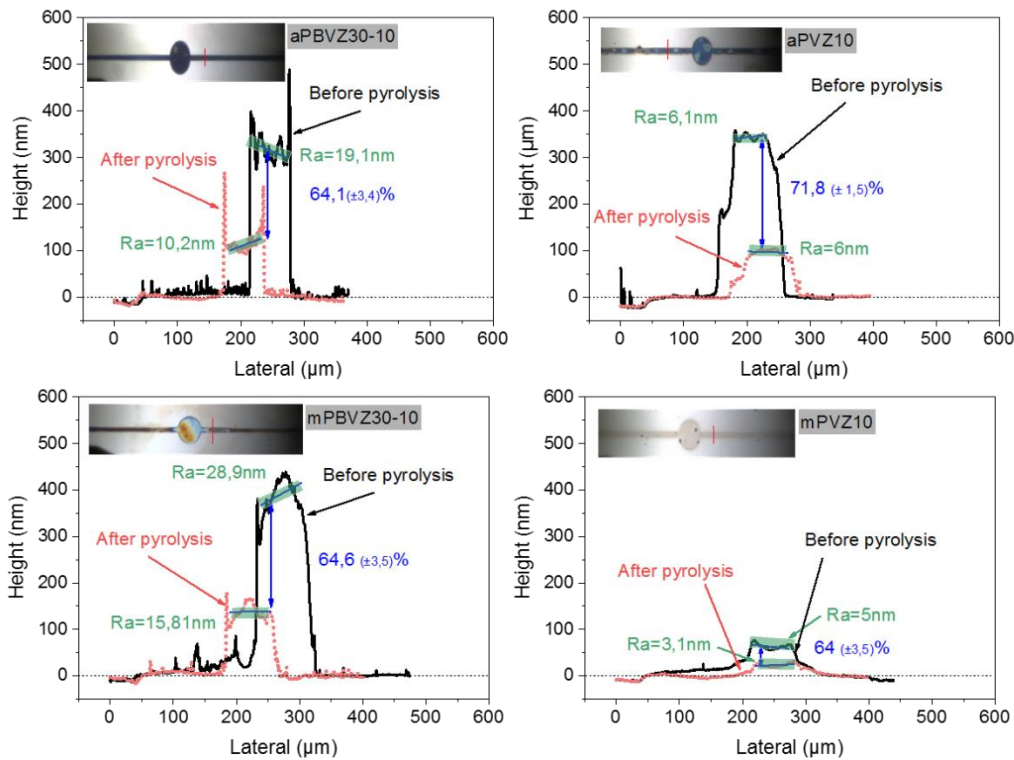 600
500
400
300
200
100
0
Height (nm)
aPBVZ30-10
Before pyrolysis
After pyrolysis
Ra=19,1nm
64,1 (±3,4)%
Ra=10,2nm
0 100 200 300 400 500 600
Lateral (µm)
600
500
400
300
200
100
0
Height (µm)
aPVZ10
Before pyrolysis
Ra=6,1nm
71,8 (± 1,5)%
After pyrolysis
Ra=6nm
0 100 200 300 400 500 600
Lateral (µm)
600
500
400
300
200
100
0
Height (nm)
mPBVZ30-10
Ra=28,9nm
Before pyrolysis
After pyrolysis
64,6 (±3,5)%
Ra=15,81nm
0 100 200 300 400 500 600
Lateral (µm)
600
500
400
300
200
100
0
Height (nm)
mPVZ10
Before pyrolysis
After pyrolysis
Ra=5nm
Ra=3,1nm
64 (±3,5)%
0 100 200 300 400 500 600
Lateral (µm)